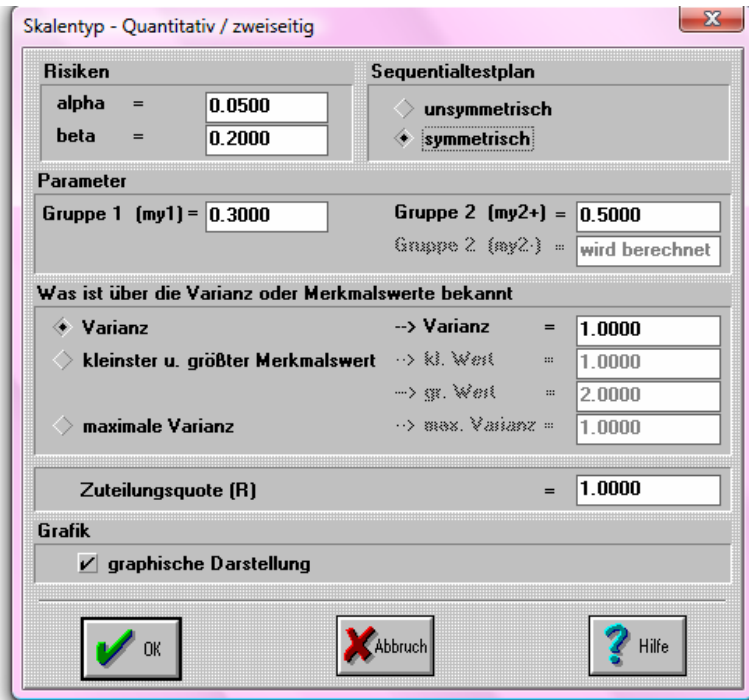 Skalentyp - Quantitativ / zweiseitig
Risiken
alpha = 0.0500
beta = 0.2000
Sequentialtestplan
unsymmetrisch
symmetrisch
Parameter
Gruppe 1 (my1) = 0.3000
Gruppe 2 (my2+) = 0.5000
Gruppe 2 (my2-) = wird berechnet
Was ist über die Varianz oder Merkmalswerte bekannt
Varianz --> Varianz = 1.0000
kleinster u. größter Merkmalswert --> kl. Wert = 1.0000
--> gr. Wert = 2.0000
maximale Varianz --> max. Varianz = 1.0000
Zuteilungsquote (R) = 1.0000
Grafik
graphische Darstellung
OK
Abbruch
Hilfe